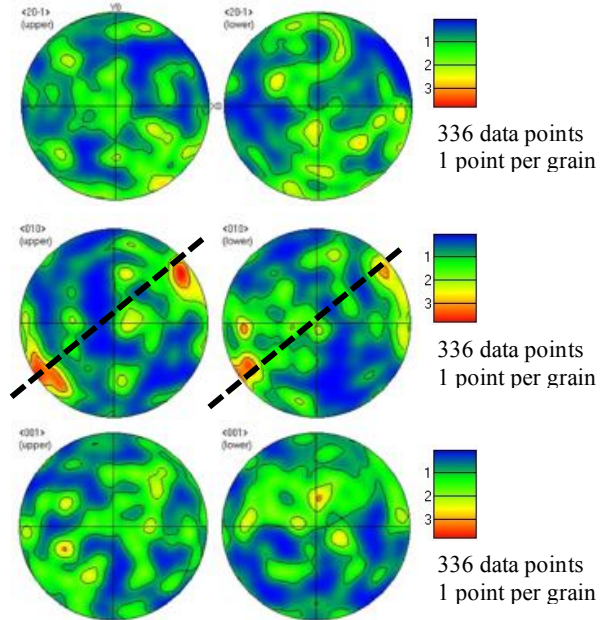 <20-1>
(upper)
Y0
X0
<20-1>
(lower)
1
2
3
336 data points
1 point per grain
<010>
(upper)
<010>
(lower)
1
2
3
336 data points
1 point per grain
<001>
(upper)
<001>
(lower)
1
2
3
336 data points
1 point per grain